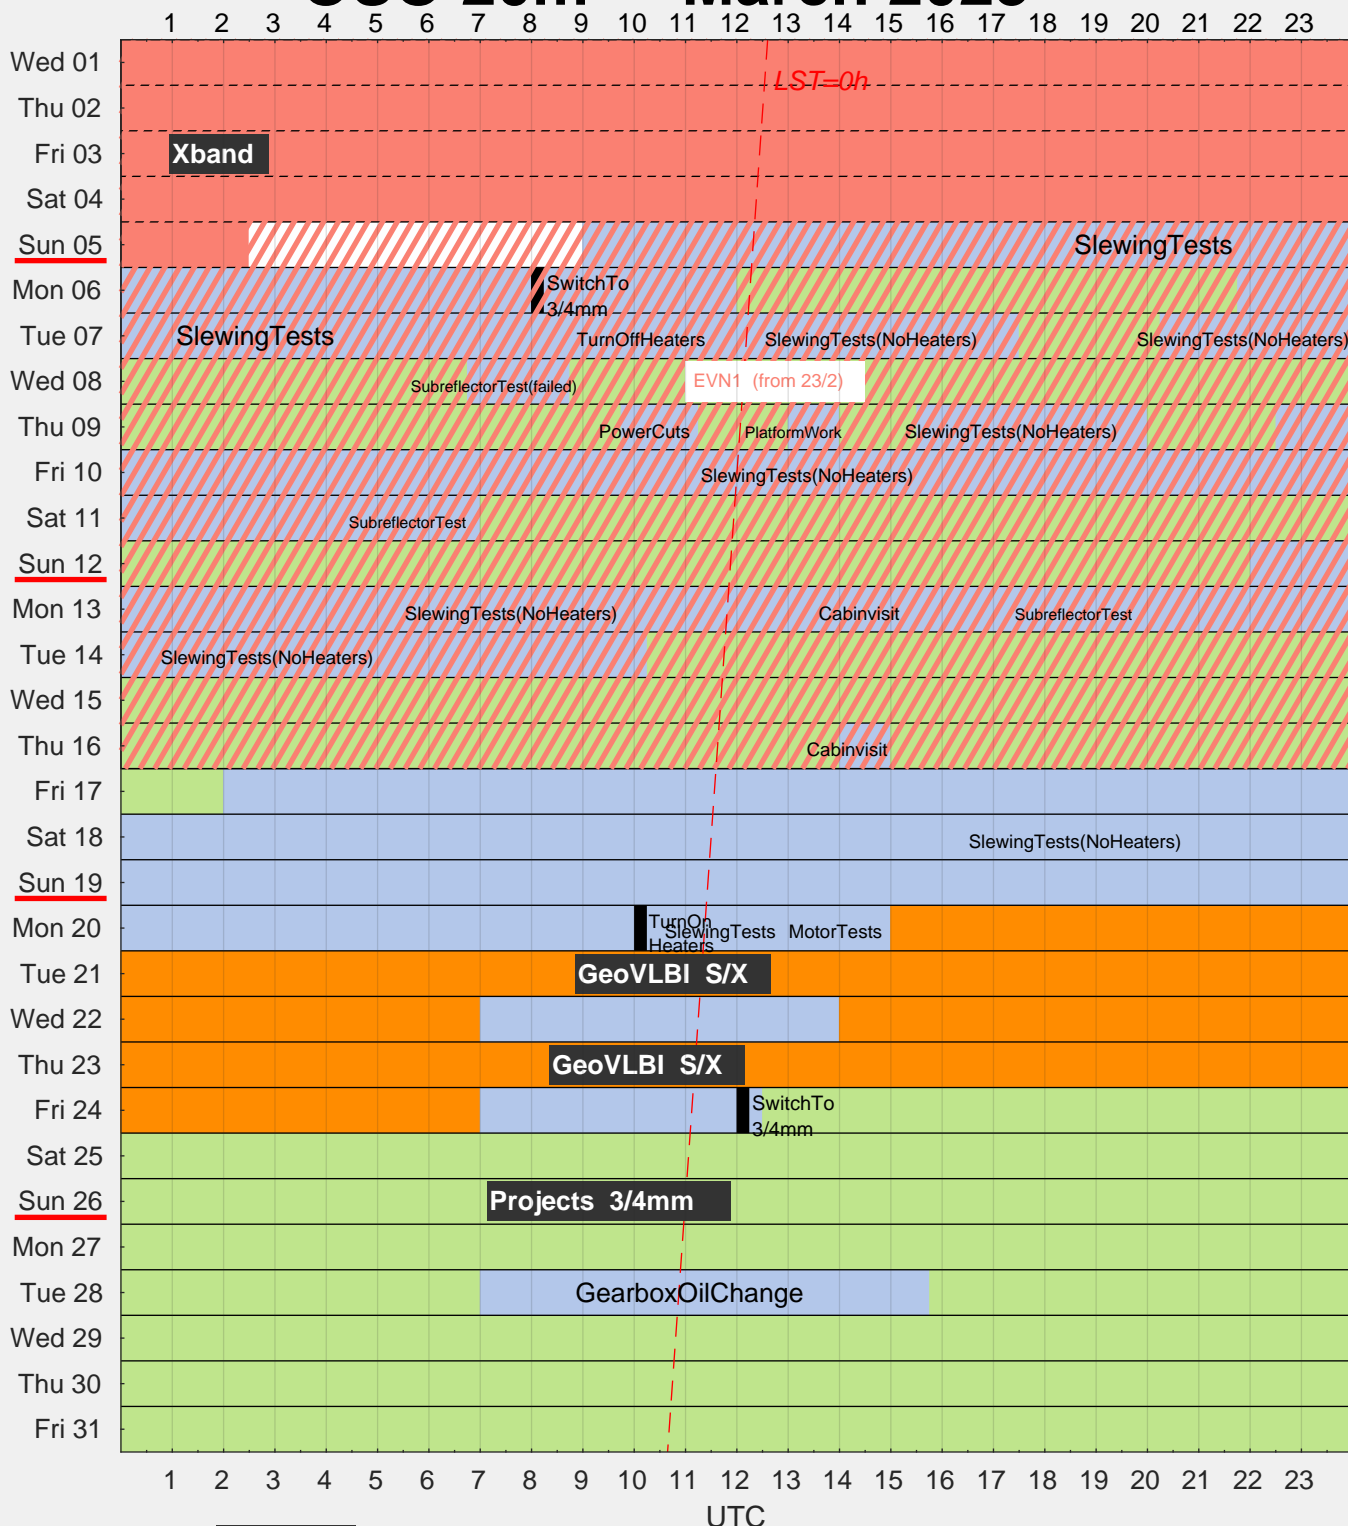 1 2 3 4 5 6 7 8 9 10 11 12 13 14 15 16 17 18 19 20 21 22 23
Wed 01
LST=0h
Thu 02
Fri 03 Xband
Sat 04
Sun 05 SlewingTests
Mon 06 SwitchTo
3/4mm
Tue 07 SlewingTests TurnOffHeaters SlewingTests(NoHeaters) SlewingTests(NoHeaters)
Wed 08 SubreflectorTest(failed) EVN1 (from 23/2)
Thu 09 PowerCuts PlatformWork SlewingTests(NoHeaters)
Fri 10 SlewingTests(NoHeaters)
Sat 11 SubreflectorTest
Sun 12
Mon 13 SlewingTests(NoHeaters) Cabinvisit SubreflectorTest
Tue 14 SlewingTests(NoHeaters)
Wed 15
Thu 16 Cabinvisit
Fri 17
Sat 18 SlewingTests(NoHeaters)
Sun 19
Mon 20 TurnOn SlewingTests MotorTests
Heaters
Tue 21 GeoVLBI S/X
Wed 22
Thu 23 GeoVLBI S/X
Fri 24 SwitchTo
3/4mm
Sat 25
Sun 26 Projects 3/4mm
Mon 27
Tue 28 GearboxOilChange
Wed 29
Thu 30
Fri 31
1 2 3 4 5 6 7 8 9 10 11 12 13 14 15 16 17 18 19 20 21 22 23
UTC